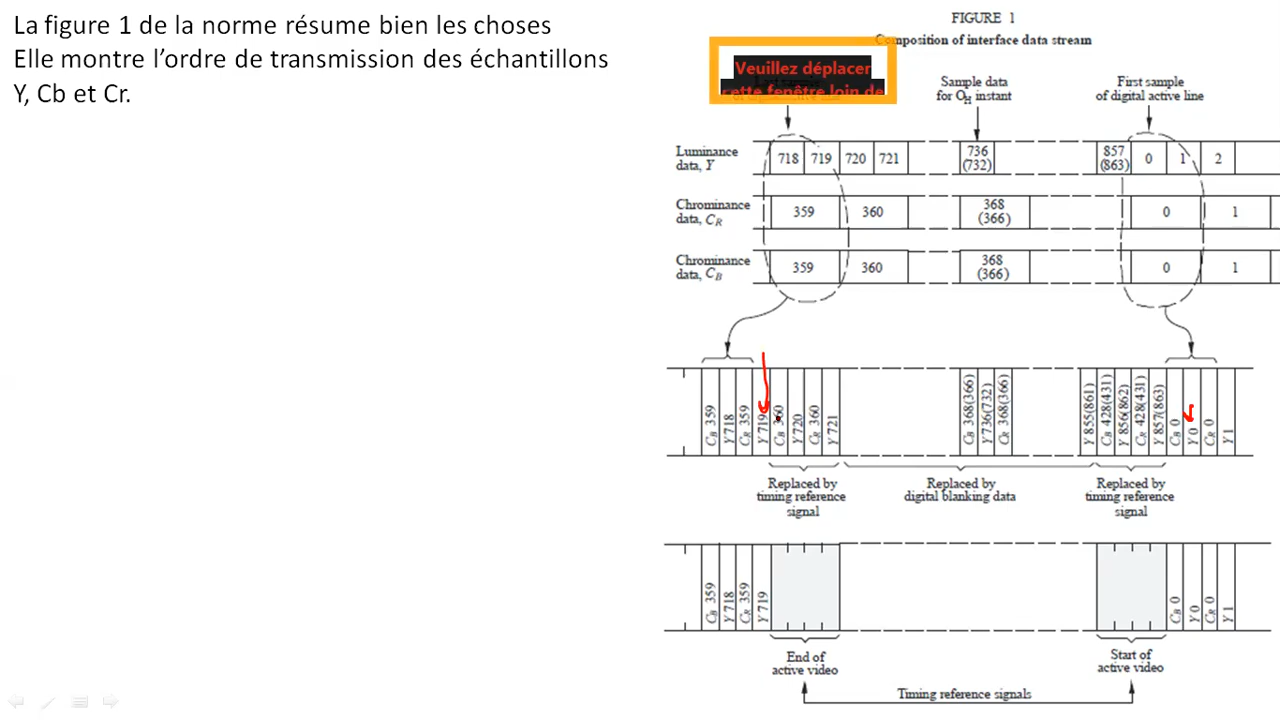 La figure 1 de la norme résume bien les choses
Elle montre l’ordre de transmission des échantillons
Y, Cb et Cr.
FIGURE 1
Composition of interface data stream
Veuillez déplacer
cette fenêtre loin de
Sample data
for OH instant
First sample
of digital active line
Luminance
data, Y
718 719 720 721 736
(732) 857
(863) 0 1 2
Chrominance
data, CR
359 360 368
(366) 0 1
Chrominance
data, CB
359 360 368
(366) 0 1
CB 359
Y 718
CR 359
Y 719
CB 360
Y 720
CR 360
Y 721
CB 368(366)
Y 736(732)
CR 368(366)
Y 855(861)
CB 428(431)
Y 856(862)
CR 428(431)
Y 857(863)
CB 0
Y 0
CR 0
Y 1
Replaced by
timing reference
signal
Replaced by
digital blanking data
Replaced by
timing reference
signal
CB 359
Y 718
CR 359
Y 719
CB 0
Y 0
CR 0
Y 1
End of
active video
Start of
active video
Timing reference signals